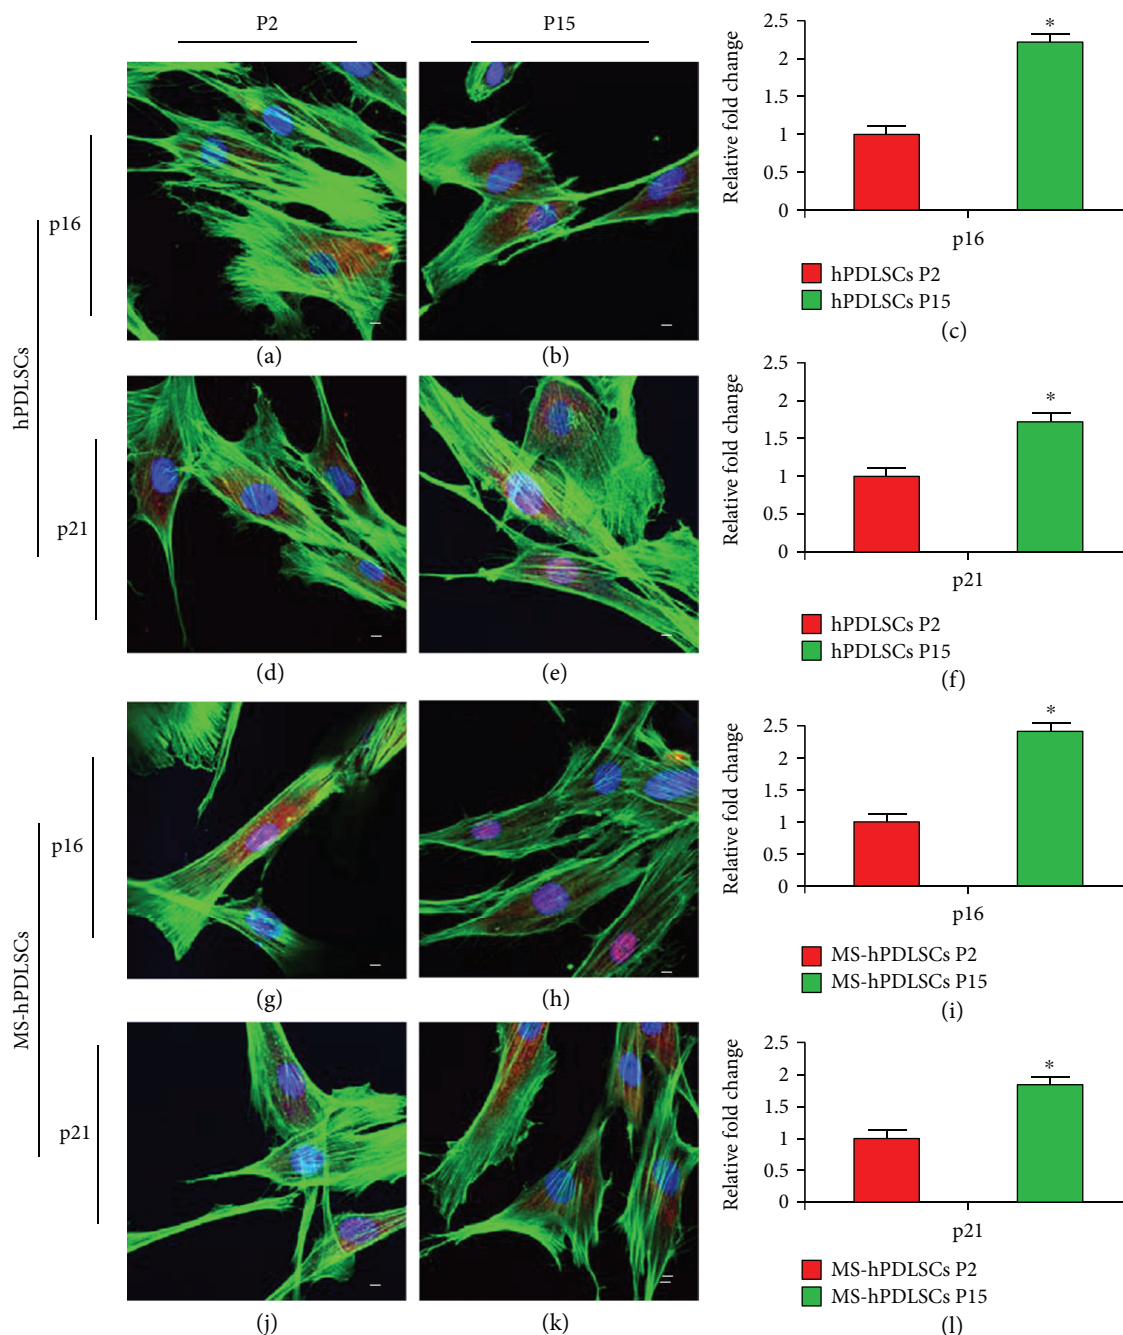 P2
P15
hPDLSCs
p16
(a)
(b)
Relative fold change
2.5
2
1.5
1
0.5
0
*
p16
hPDLSCs P2
hPDLSCs P15
(c)
p21
(d)
(e)
Relative fold change
2.5
2
1.5
1
0.5
0
*
p21
hPDLSCs P2
hPDLSCs P15
(f)
MS-hPDLSCs
p16
(g)
(h)
Relative fold change
2.5
2
1.5
1
0.5
0
*
p16
MS-hPDLSCs P2
MS-hPDLSCs P15
(i)
p21
(j)
(k)
Relative fold change
2.5
2
1.5
1
0.5
0
*
p21
MS-hPDLSCs P2
MS-hPDLSCs P15
(l)